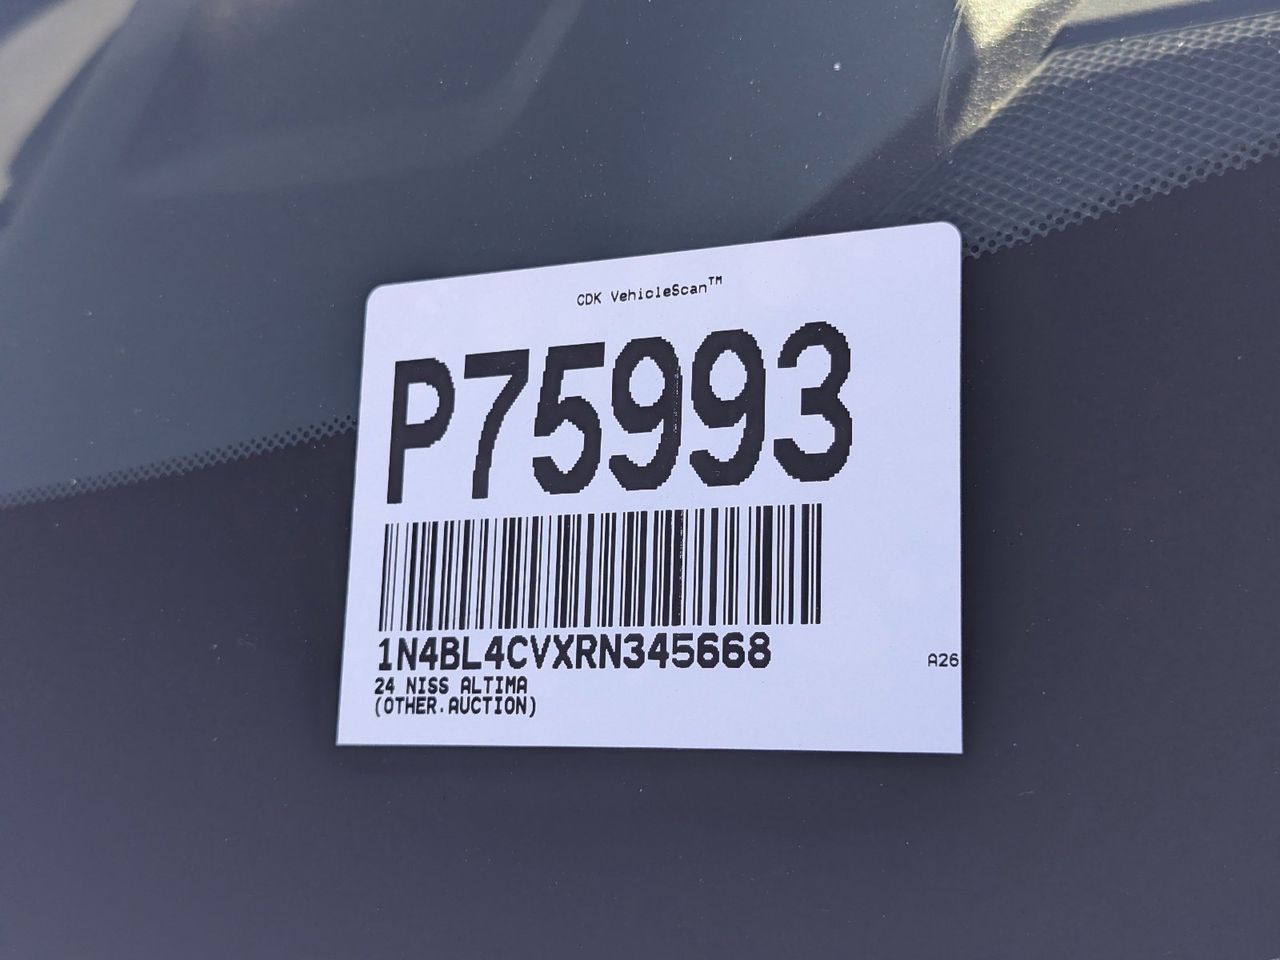 CDK VehicleScan™
P75993
1N4BL4CVXRN345668
A26
24 NISS ALTIMA
(OTHER.AUCTION)